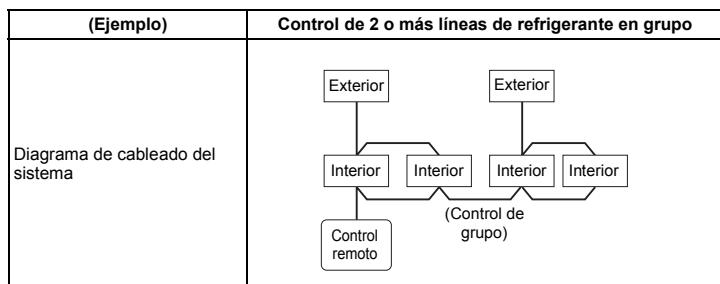 (Ejemplo)
Control de 2 o más líneas de refrigerante en grupo
Diagrama de cableado del
sistema
Exterior
Exterior
Interior
Interior
Interior
Interior
(Control de
grupo)
Control
remoto